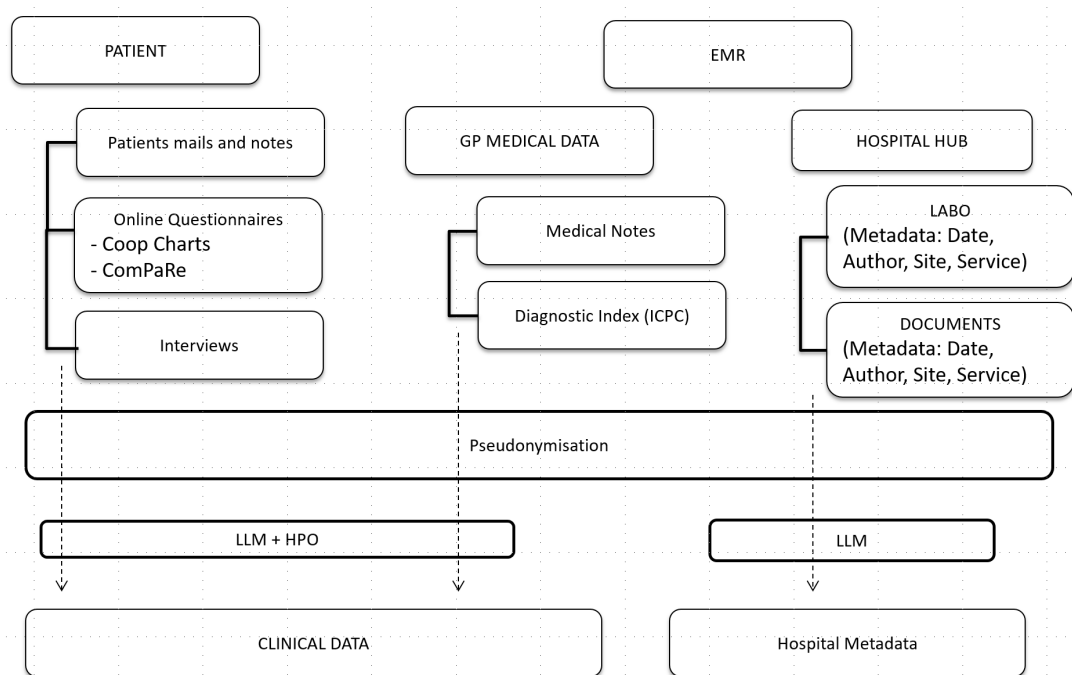 PATIENT
EMR
Patients mails and notes
GP MEDICAL DATA
HOSPITAL HUB
Online Questionnaires
- Coop Charts
- ComPaRe
Medical Notes
LABO
(Metadata: Date,
Author, Site, Service)
Interviews
Diagnostic Index (ICPC)
DOCUMENTS
(Metadata: Date,
Author, Site, Service)
Pseudonymisation
LLM + HPO
LLM
CLINICAL DATA
Hospital Metadata